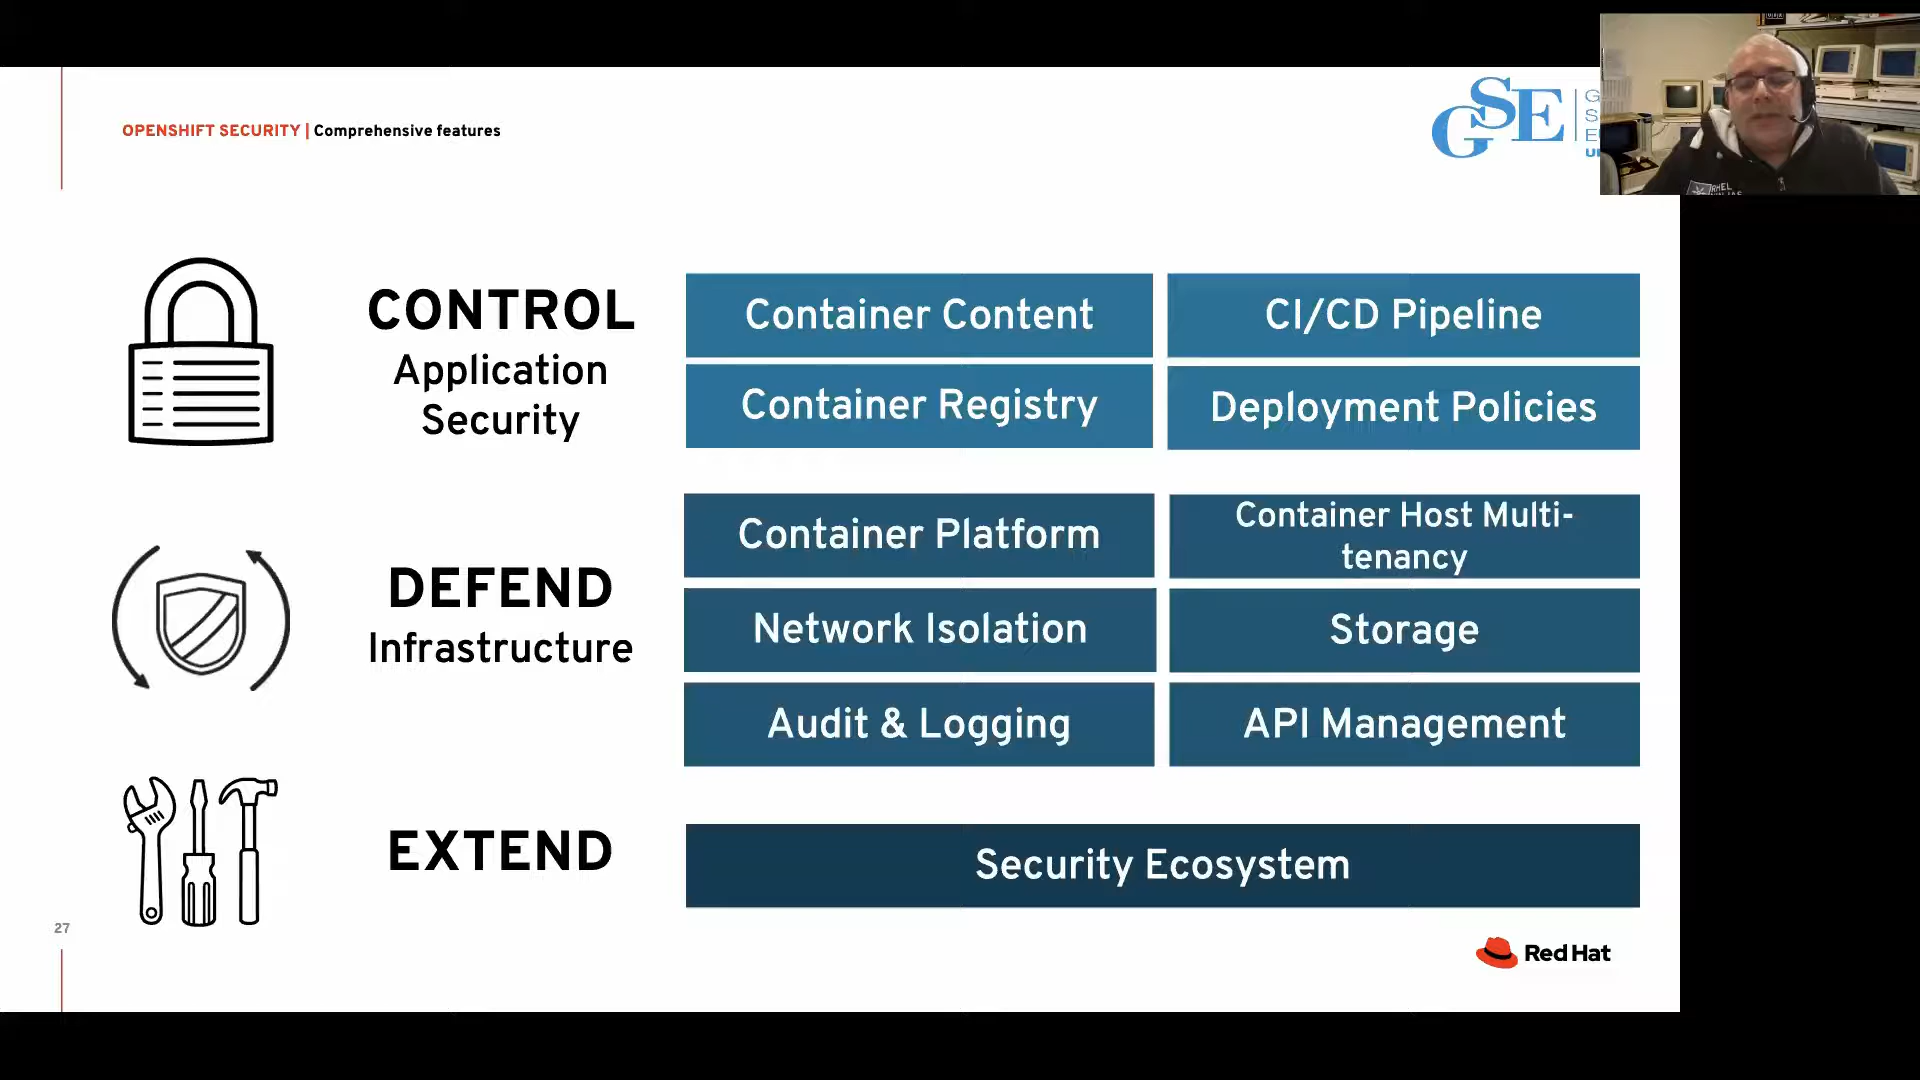 OPENSHIFT SECURITY | Comprehensive features
GSE
G
S
E
CONTROL
Application
Security
Container Content
CI/CD Pipeline
Container Registry
Deployment Policies
DEFEND
Infrastructure
Container Platform
Container Host Multi-
tenancy
Network Isolation
Storage
Audit & Logging
API Management
EXTEND
Security Ecosystem
27
Red Hat
RHEL